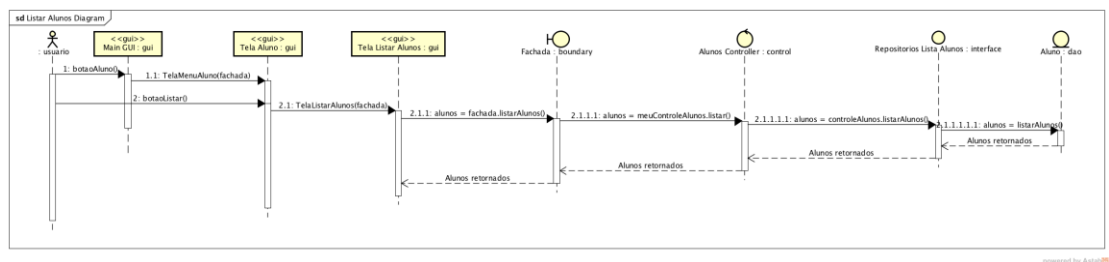 sd Listar Alunos Diagram
: usuario
<<gui>>
Main GUI : gui
<<gui>>
Tela Aluno : gui
<<gui>>
Tela Listar Alunos : gui
Fachada : boundary
Alunos Controller : control
Repositorios Lista Alunos : interface
Aluno : dao
1: botaoAluno()
1.1: TelaMenuAluno(fachada)
2: botaoListar()
2.1: TelaListarAlunos(fachada)
2.1.1: alunos = fachada.listarAlunos()
2.1.1.1: alunos = meuControleAlunos.listar()
2.1.1.1.1: alunos = controleAlunos.listarAlunos()
2.1.1.1.1.1: alunos = listarAlunos()
Alunos retornados
Alunos retornados
Alunos retornados
Alunos retornados
powered by Astah